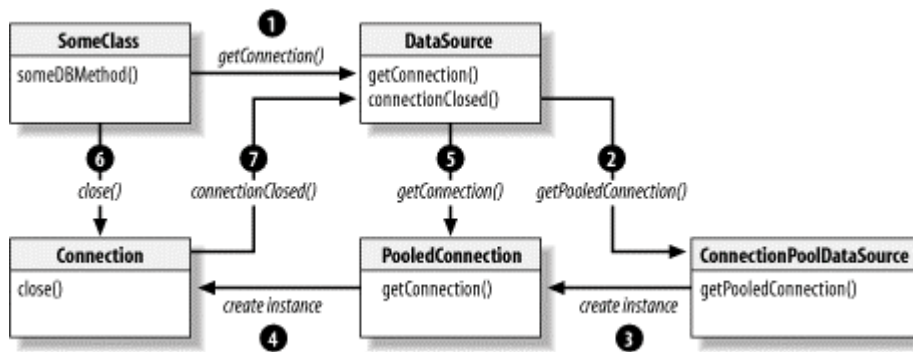 1
SomeClass
DataSource
getConnection()
someDBMethod()
getConnection()
connectionClosed()
6
7
5
2
close()
connectionClosed()
getConnection()
getPooledConnection()
Connection
PooledConnection
ConnectionPoolDataSource
close()
getConnection()
getPooledConnection()
create instance
create instance
4
3